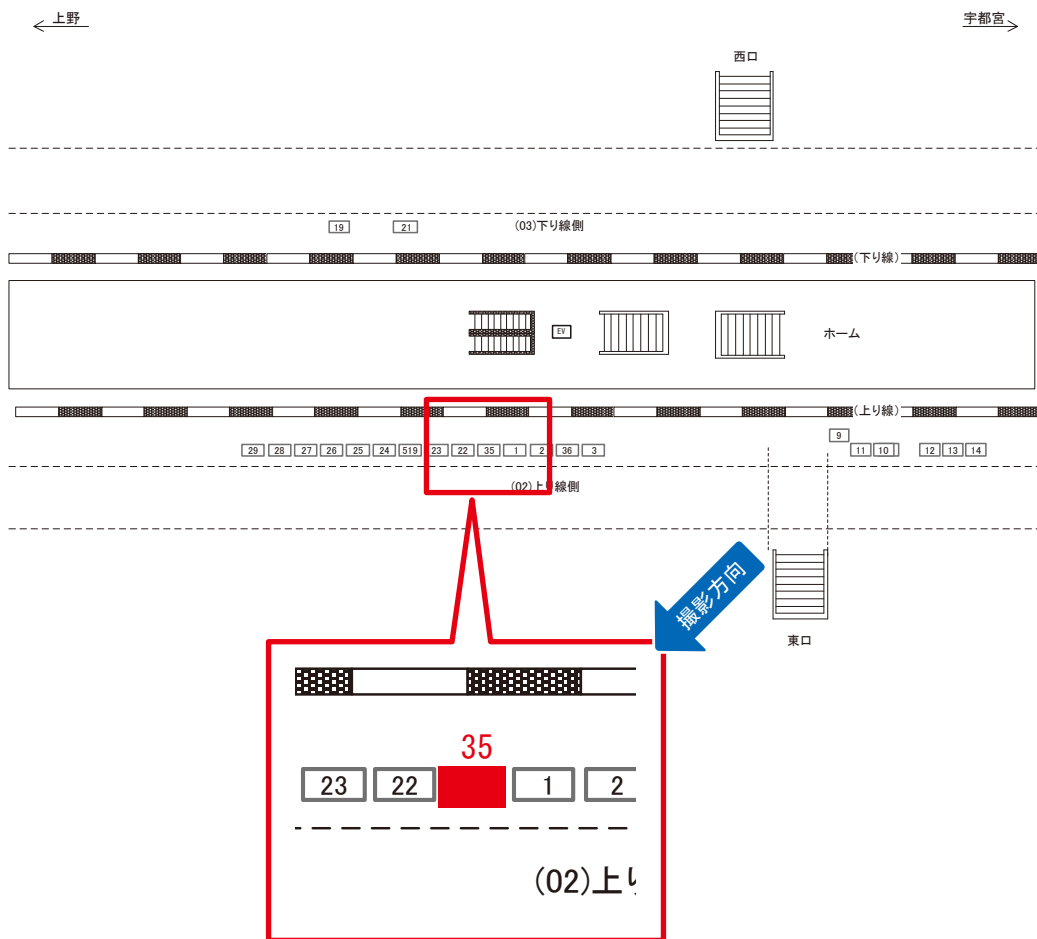 上野
宇都宮
西口
19
21
(03)下り線側
(下り線)
EV
ホーム
(上り線)
9
29 28 27 26 25 24 519 23 22 35 1 2 36 3 11 10 12 13 14
(02)上り線側
撮影方向
東口
35
23 22 1 2
(02)上り